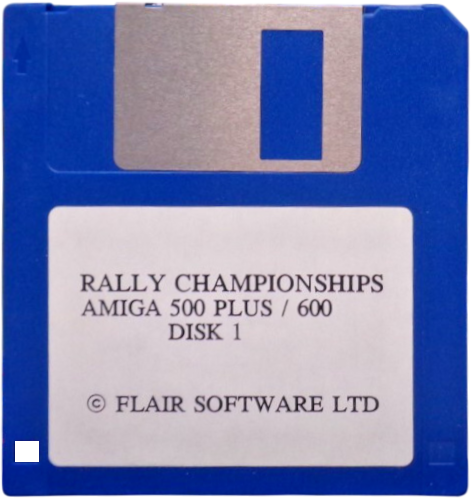 RALLY CHAMPIONSHIPS
AMIGA 500 PLUS / 600
DISK 1
© FLAIR SOFTWARE LTD